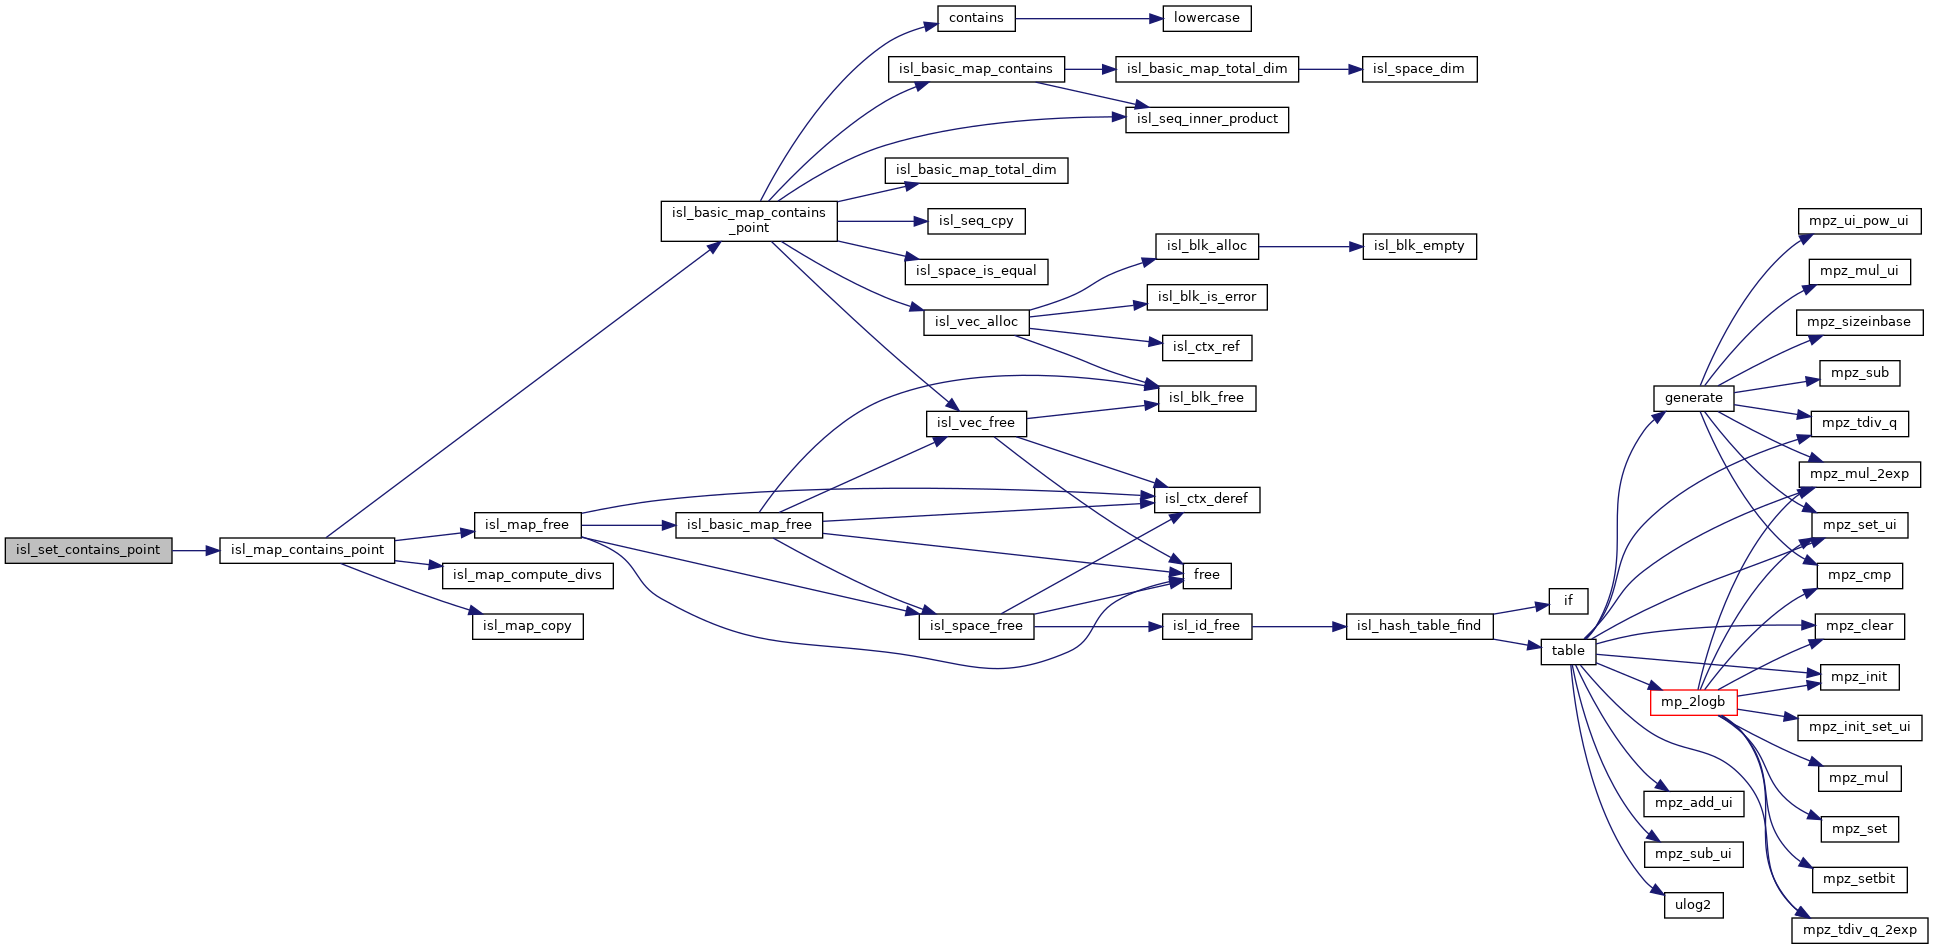 contains
lowercase
isl_basic_map_contains
isl_basic_map_total_dim
isl_space_dim
isl_seq_inner_product
isl_basic_map_total_dim
isl_basic_map_contains
_point
isl_seq_cpy
isl_space_is_equal
isl_blk_alloc
isl_blk_empty
isl_blk_is_error
isl_vec_alloc
isl_ctx_ref
isl_blk_free
isl_vec_free
isl_ctx_deref
isl_set_contains_point
isl_map_contains_point
isl_map_free
isl_basic_map_free
isl_map_compute_divs
free
isl_map_copy
isl_space_free
isl_id_free
isl_hash_table_find
if
table
generate
mp_2logb
mpz_add_ui
mpz_sub_ui
ulog2
mpz_ui_pow_ui
mpz_mul_ui
mpz_sizeinbase
mpz_sub
mpz_tdiv_q
mpz_mul_2exp
mpz_set_ui
mpz_cmp
mpz_clear
mpz_init
mpz_init_set_ui
mpz_mul
mpz_set
mpz_setbit
mpz_tdiv_q_2exp